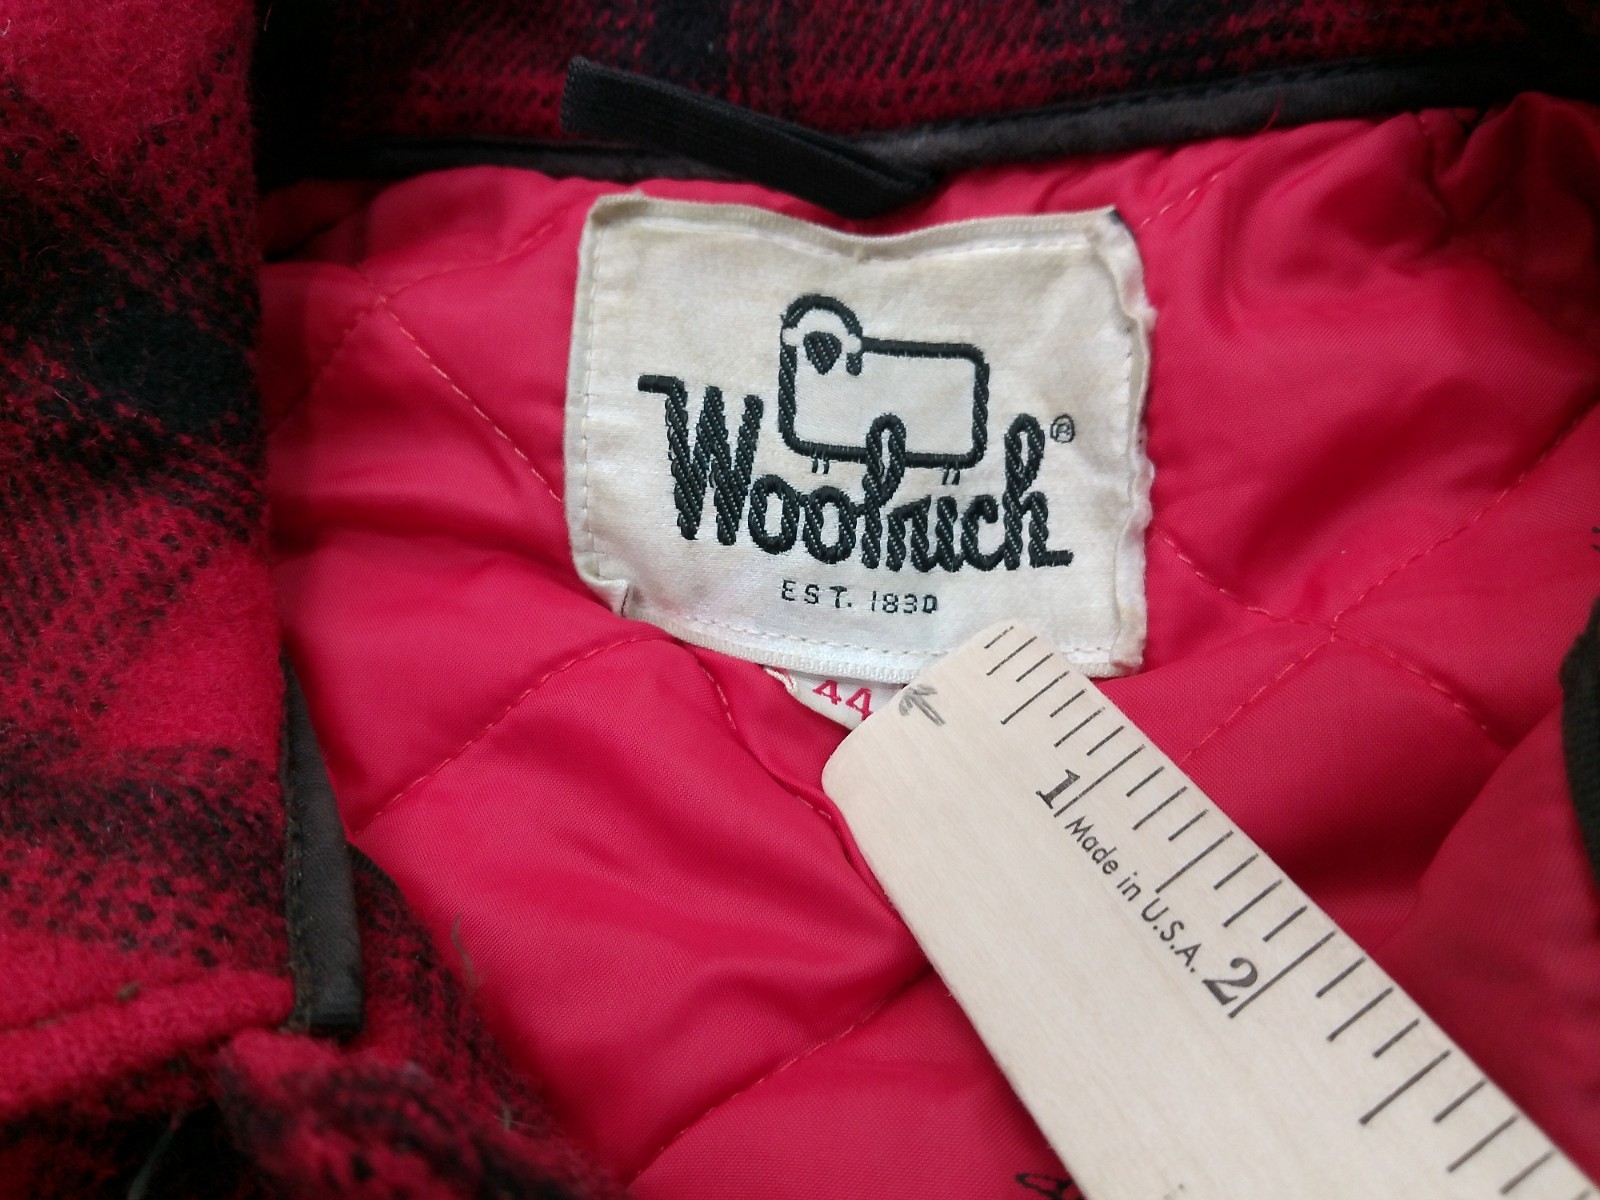 Woolrich®
EST. 1830
44
1
Made in U.S.A.
2